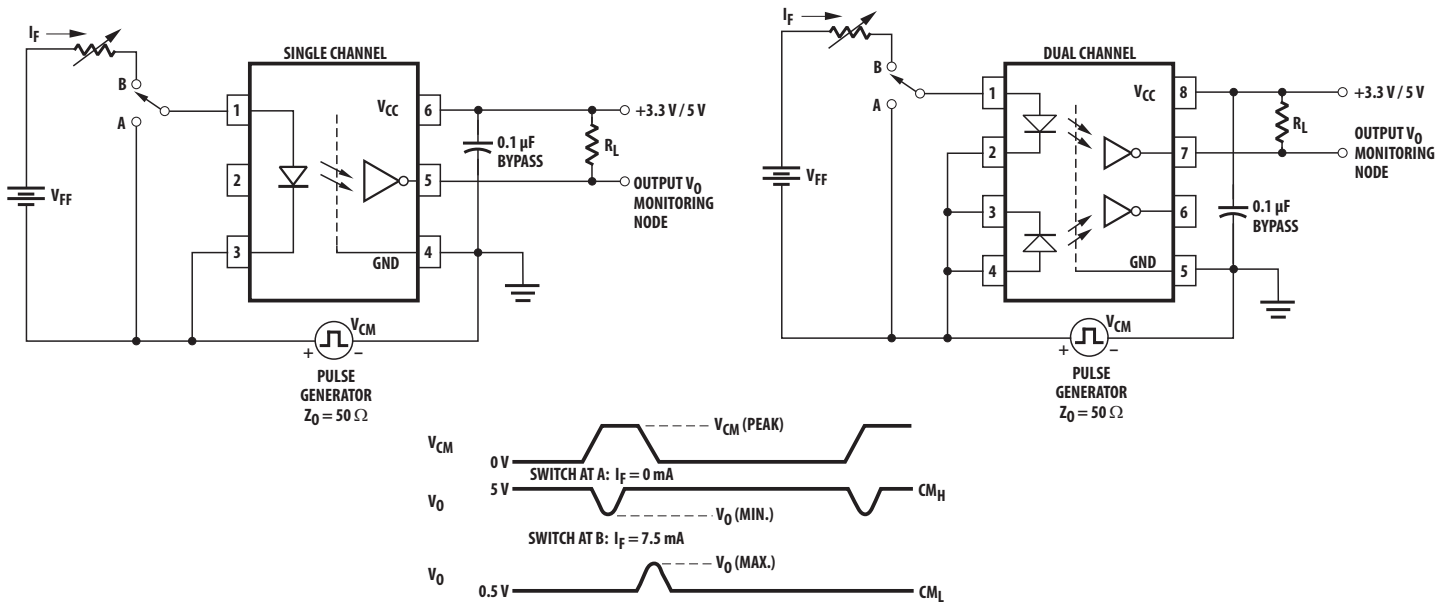 I_F
SINGLE CHANNEL
B
A
1
V_CC
6
+3.3 V / 5 V
0.1 µF
BYPASS
R_L
V_FF
2
5
OUTPUT V_O
MONITORING
NODE
3
GND
4
V_CM
+ −
PULSE
GENERATOR
Z_O = 50 Ω
I_F
DUAL CHANNEL
B
A
1
V_CC
8
+3.3 V / 5 V
R_L
2
7
OUTPUT V_O
MONITORING
NODE
V_FF
3
6
0.1 µF
BYPASS
4
GND
5
V_CM
+ −
PULSE
GENERATOR
Z_O = 50 Ω
V_CM
V_CM (PEAK)
0 V
SWITCH AT A: I_F = 0 mA
V_O
5 V
CM_H
V_O (MIN.)
SWITCH AT B: I_F = 7.5 mA
V_O
V_O (MAX.)
0.5 V
CM_L